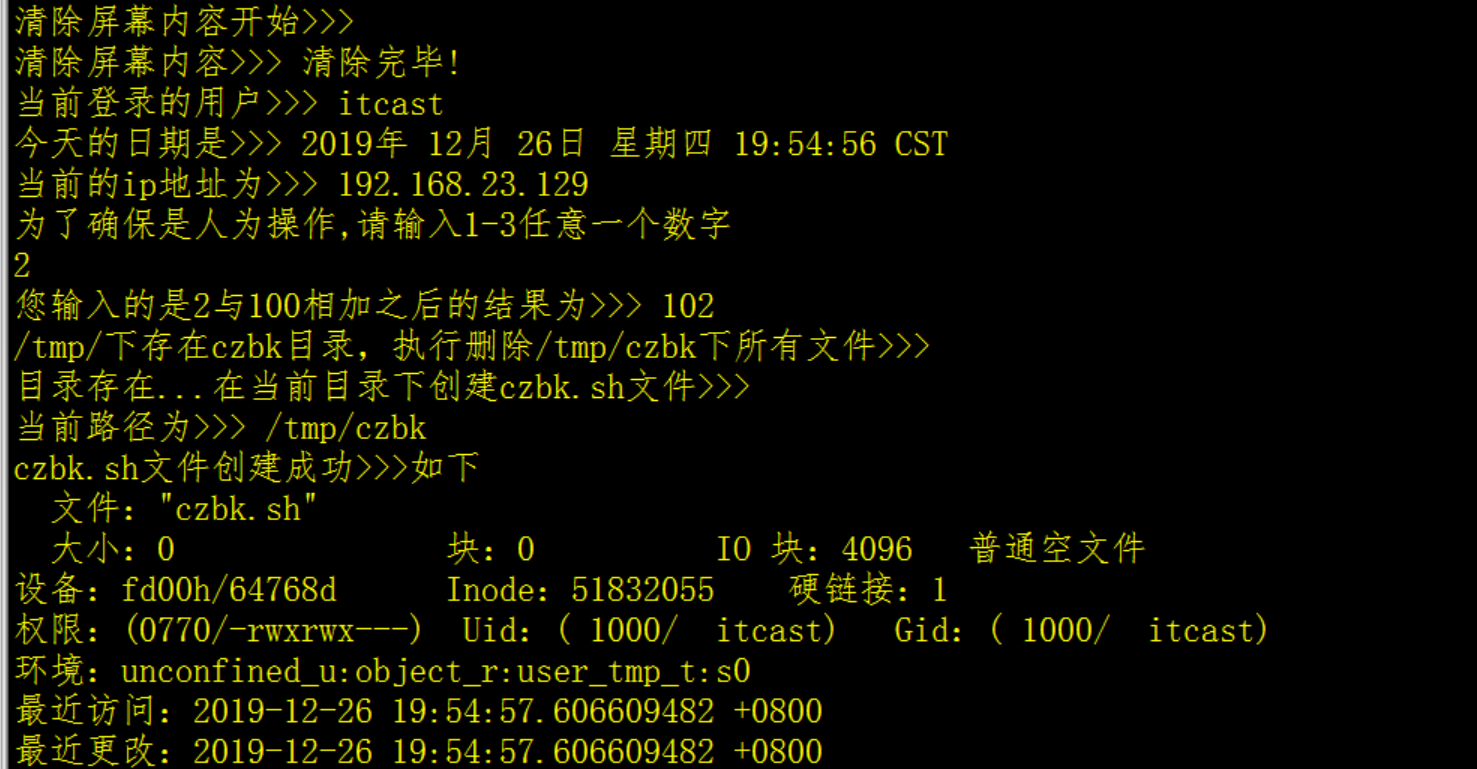 清除屏幕内容开始>>>
清除屏幕内容>>> 清除完毕!
当前登录的用户>>> itcast
今天的日期是>>> 2019年 12月 26日 星期四 19:54:56 CST
当前的ip地址为>>> 192.168.23.129
为了确保是人为操作,请输入1-3任意一个数字
2
您输入的是2与100相加之后的结果为>>> 102
/tmp/下存在czbk目录，执行删除/tmp/czbk下所有文件>>>
目录存在...在当前目录下创建czbk.sh文件>>>
当前路径为>>> /tmp/czbk
czbk.sh文件创建成功>>>如下
  文件："czbk.sh"
  大小：0               块：0          IO 块：4096   普通空文件
设备：fd00h/64768d      Inode：51832055    硬链接：1
权限：(0770/-rwxrwx---)  Uid：( 1000/  itcast)   Gid：( 1000/  itcast)
环境：unconfined_u:object_r:user_tmp_t:s0
最近访问：2019-12-26 19:54:57.606609482 +0800
最近更改：2019-12-26 19:54:57.606609482 +0800